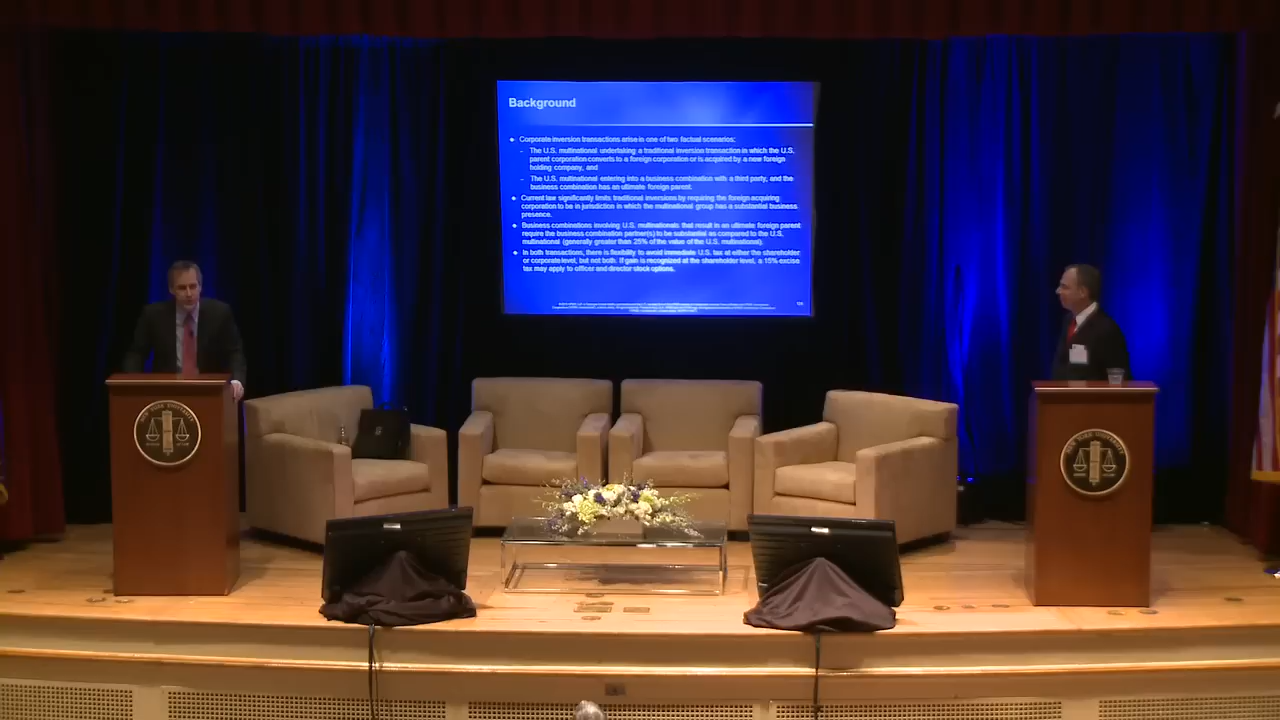 Background
Corporate inversion transactions arise in one of two factual scenarios:
- The U.S. multinational undertaking a traditional inversion transaction in which the U.S.
parent corporation converts to a foreign corporation or is acquired by a new foreign
holding company, and
- The U.S. multinational entering into a business combination with a third party, and the
business combination has an ultimate foreign parent.
Current law significantly limits traditional inversions by requiring the foreign acquiring
corporation to be in jurisdiction in which the multinational group has a substantial business
presence.
Business combinations involving U.S. multinationals that result in an ultimate foreign parent
require the business combination partner(s) to be substantial as compared to the U.S.
multinational (generally greater than 25% of the value of the U.S. multinational).
In both transactions, there is flexibility to avoid immediate U.S. tax at either the shareholder
or corporate level, but not both. If gain is recognized at the shareholder level, a 15% excise
tax may apply to officer and director stock options.
NEW YORK UNIVERSITY
NEW YORK UNIVERSITY